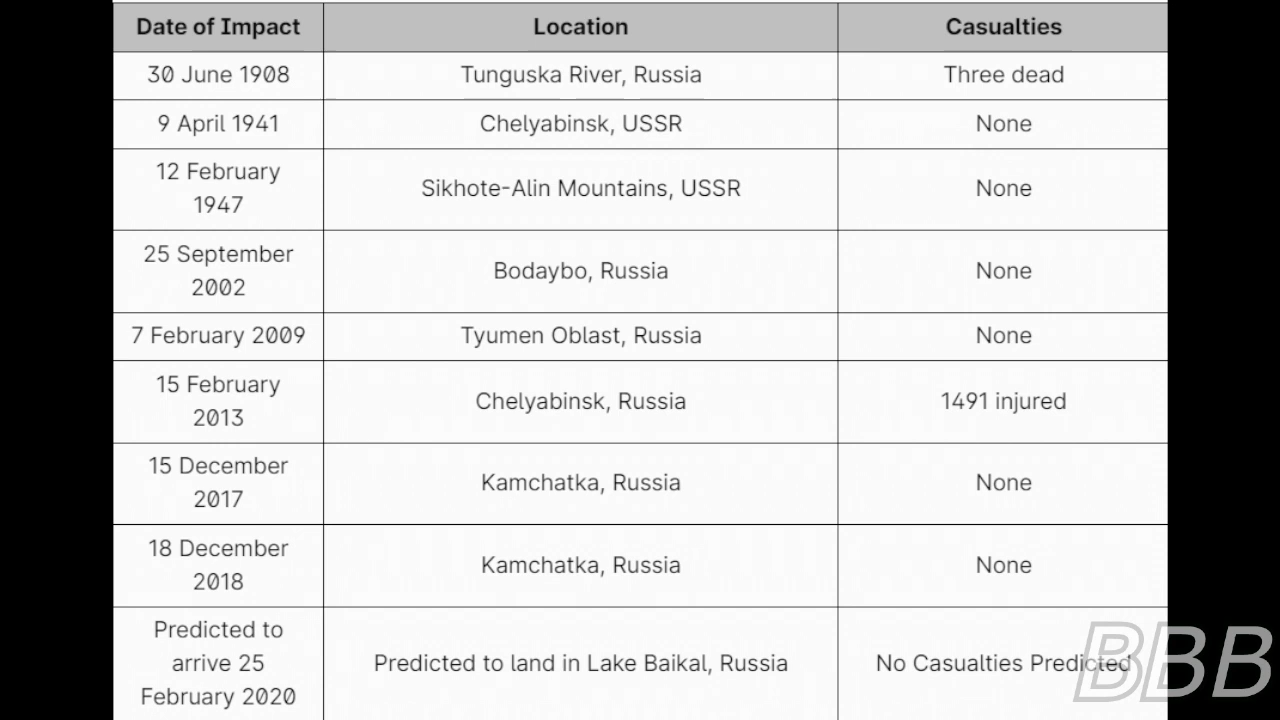 Date of Impact Location Casualties
30 June 1908 Tunguska River, Russia Three dead
9 April 1941 Chelyabinsk, USSR None
12 February
1947
Sikhote-Alin Mountains, USSR None
25 September
2002
Bodaybo, Russia None
7 February 2009 Tyumen Oblast, Russia None
15 February
2013
Chelyabinsk, Russia 1491 injured
15 December
2017
Kamchatka, Russia None
18 December
2018
Kamchatka, Russia None
Predicted to
arrive 25
February 2020
Predicted to land in Lake Baikal, Russia No Casualties Predicted
BBB